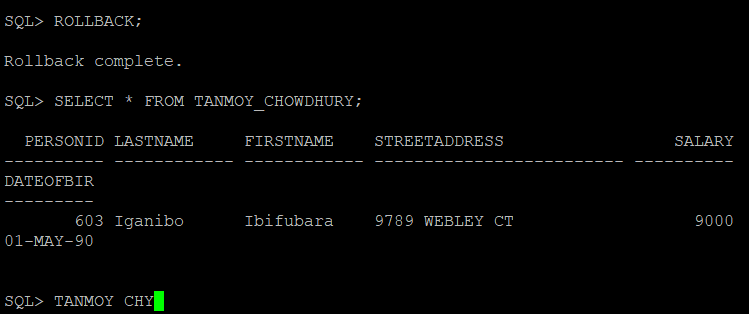 SQL> ROLLBACK;
Rollback complete.
SQL> SELECT * FROM TANMOY_CHOWDHURY;
  PERSONID LASTNAME     FIRSTNAME    STREETADDRESS                 SALARY
---------- ------------ ------------ ------------------------- ----------
DATEOFBIR
---------
       603 Iganibo      Ibifubara    9789 WEBLEY CT                  9000
01-MAY-90
SQL> TANMOY CHY